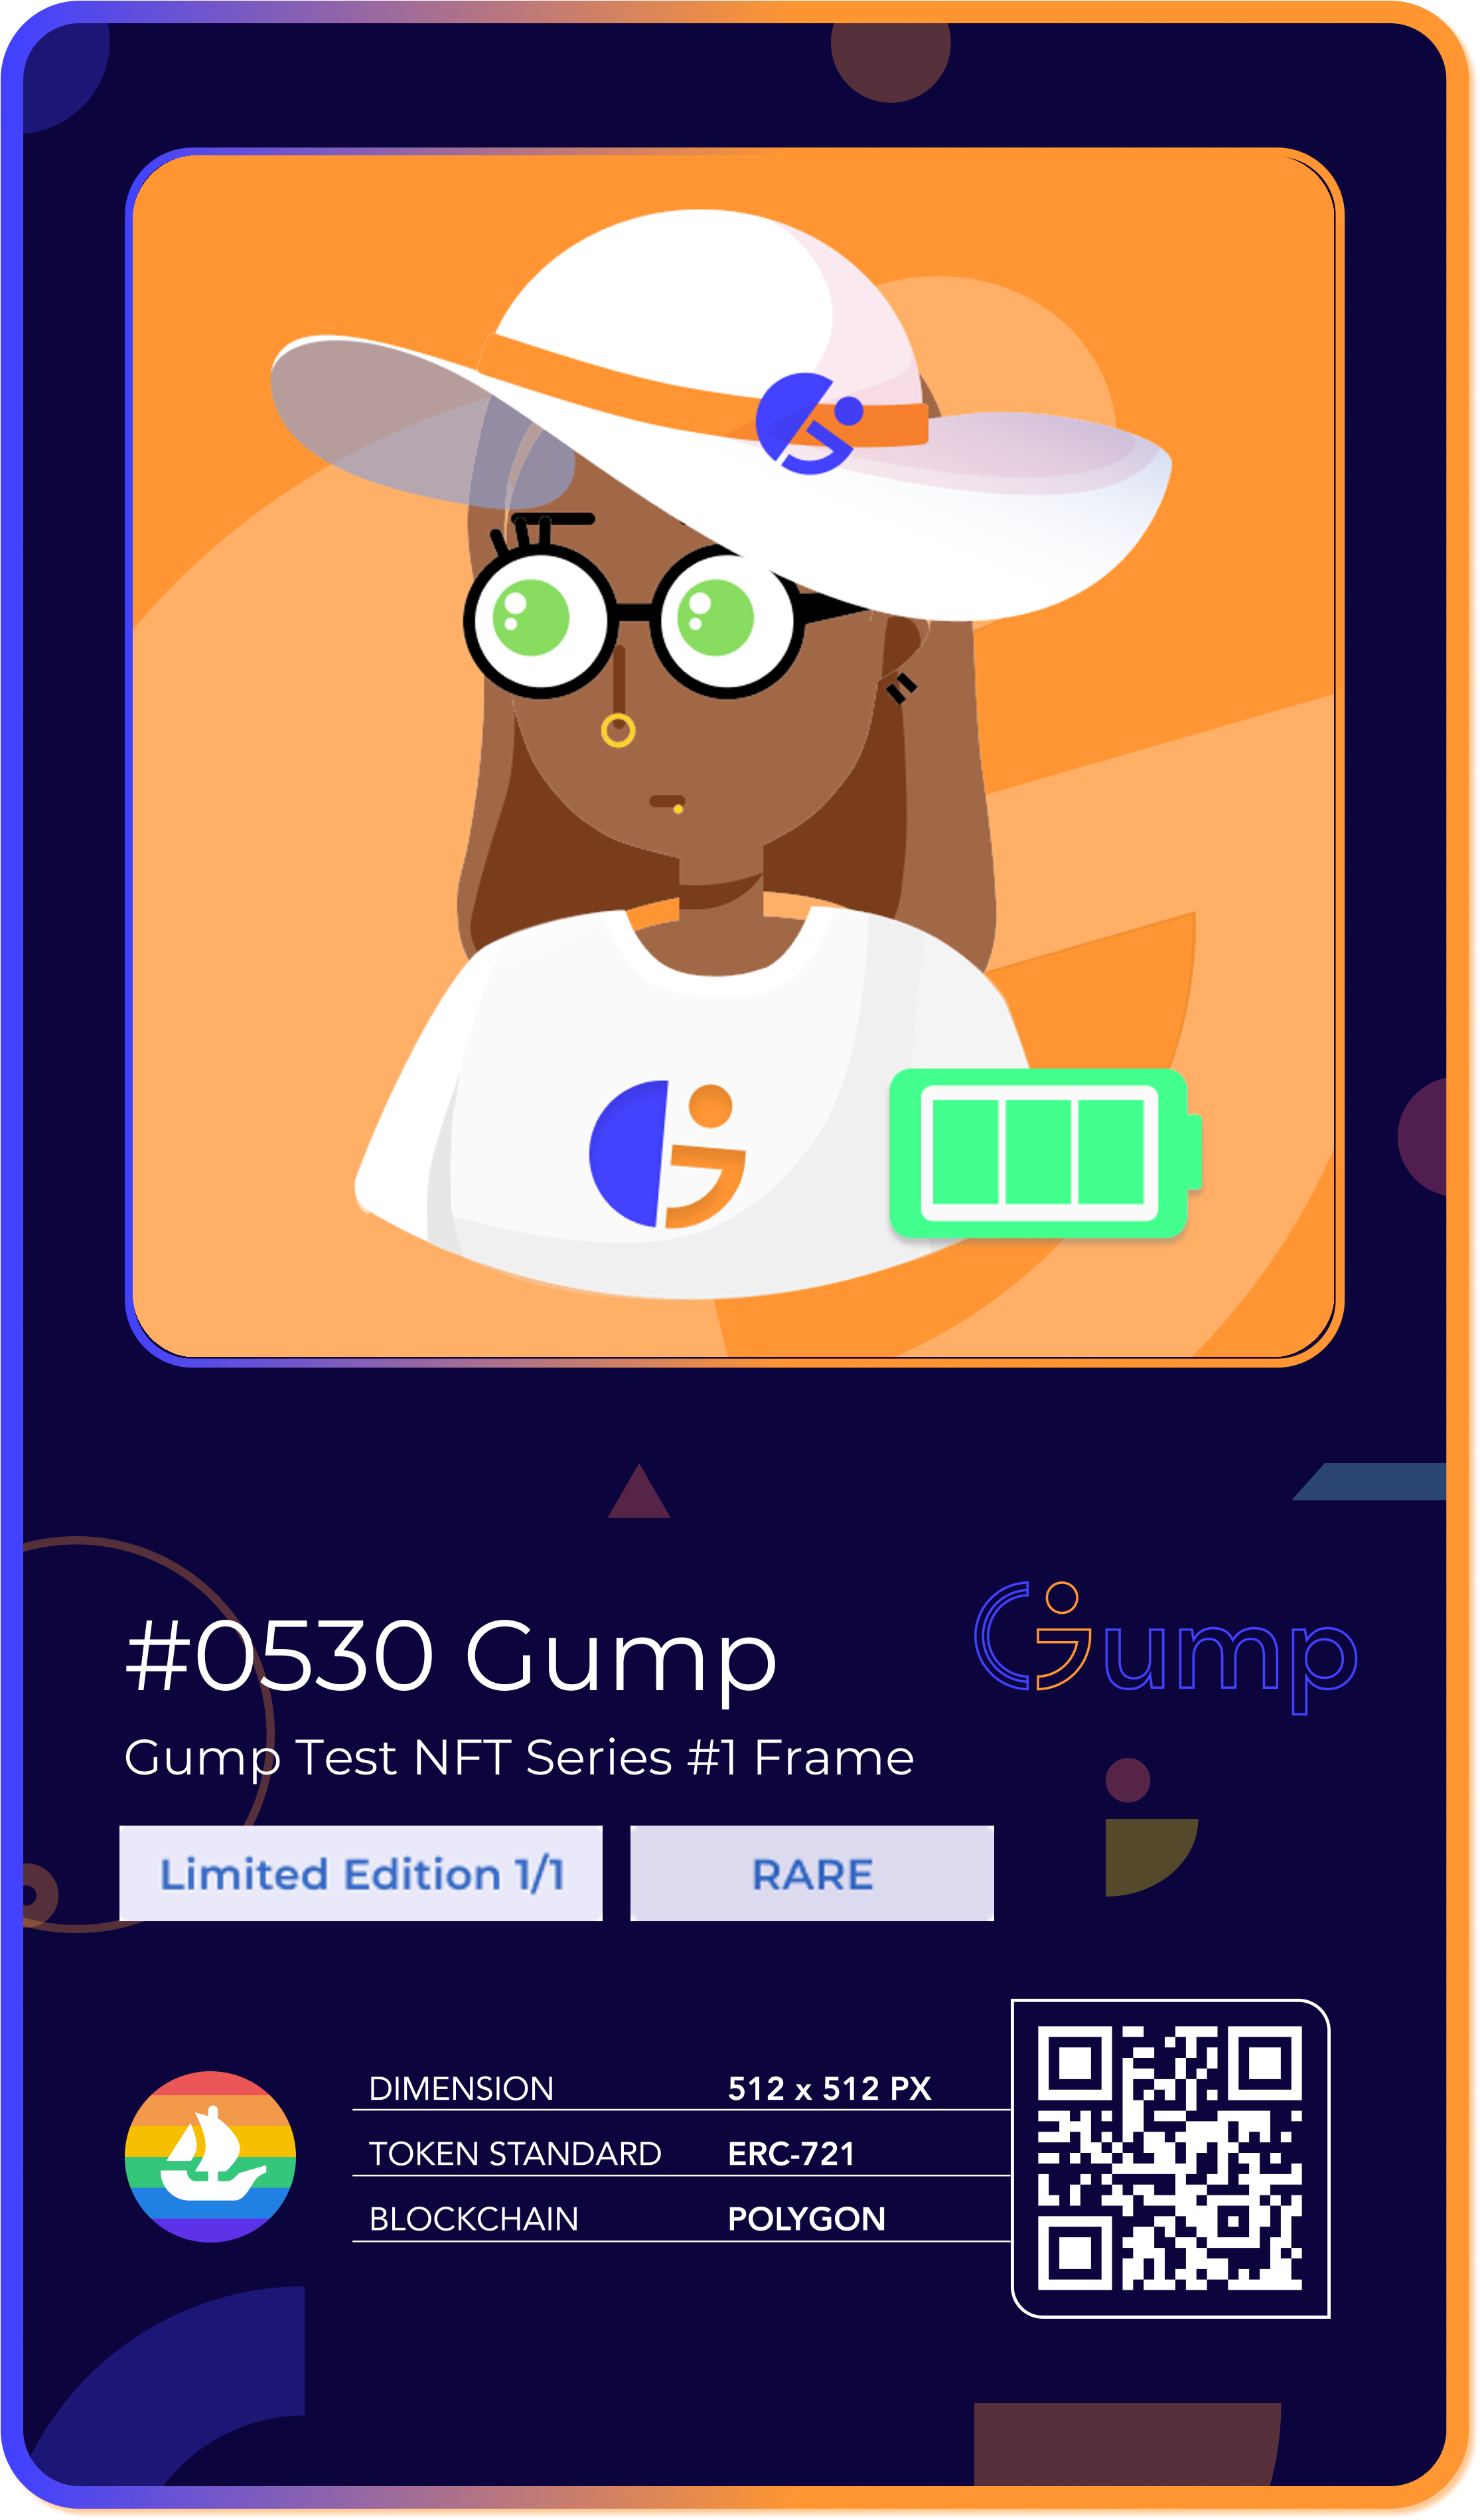 #0530 Gump
Gump
Gump Test NFT Series #1 Frame
Limited Edition 1/1
RARE
DIMENSION 512 x 512 PX
TOKEN STANDARD ERC-721
BLOCKCHAIN POLYGON